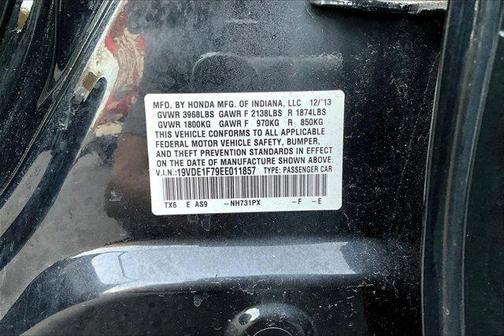 MFD. BY HONDA MFG. OF INDIANA, LLC 12/'13
GVWR 3968LBS GAWR F 2138LBS R 1874LBS
GVWR 1800KG GAWR F 970KG R 850KG
THIS VEHICLE CONFORMS TO ALL APPLICABLE
FEDERAL MOTOR VEHICLE SAFETY, BUMPER,
AND THEFT PREVENTION STANDARDS IN EFFECT
ON THE DATE OF MANUFACTURE SHOWN ABOVE.
V.I.N.:19VDE1F79EE011857 TYPE: PASSENGER CAR
TX6 E AS9 -NH731PX -F -E